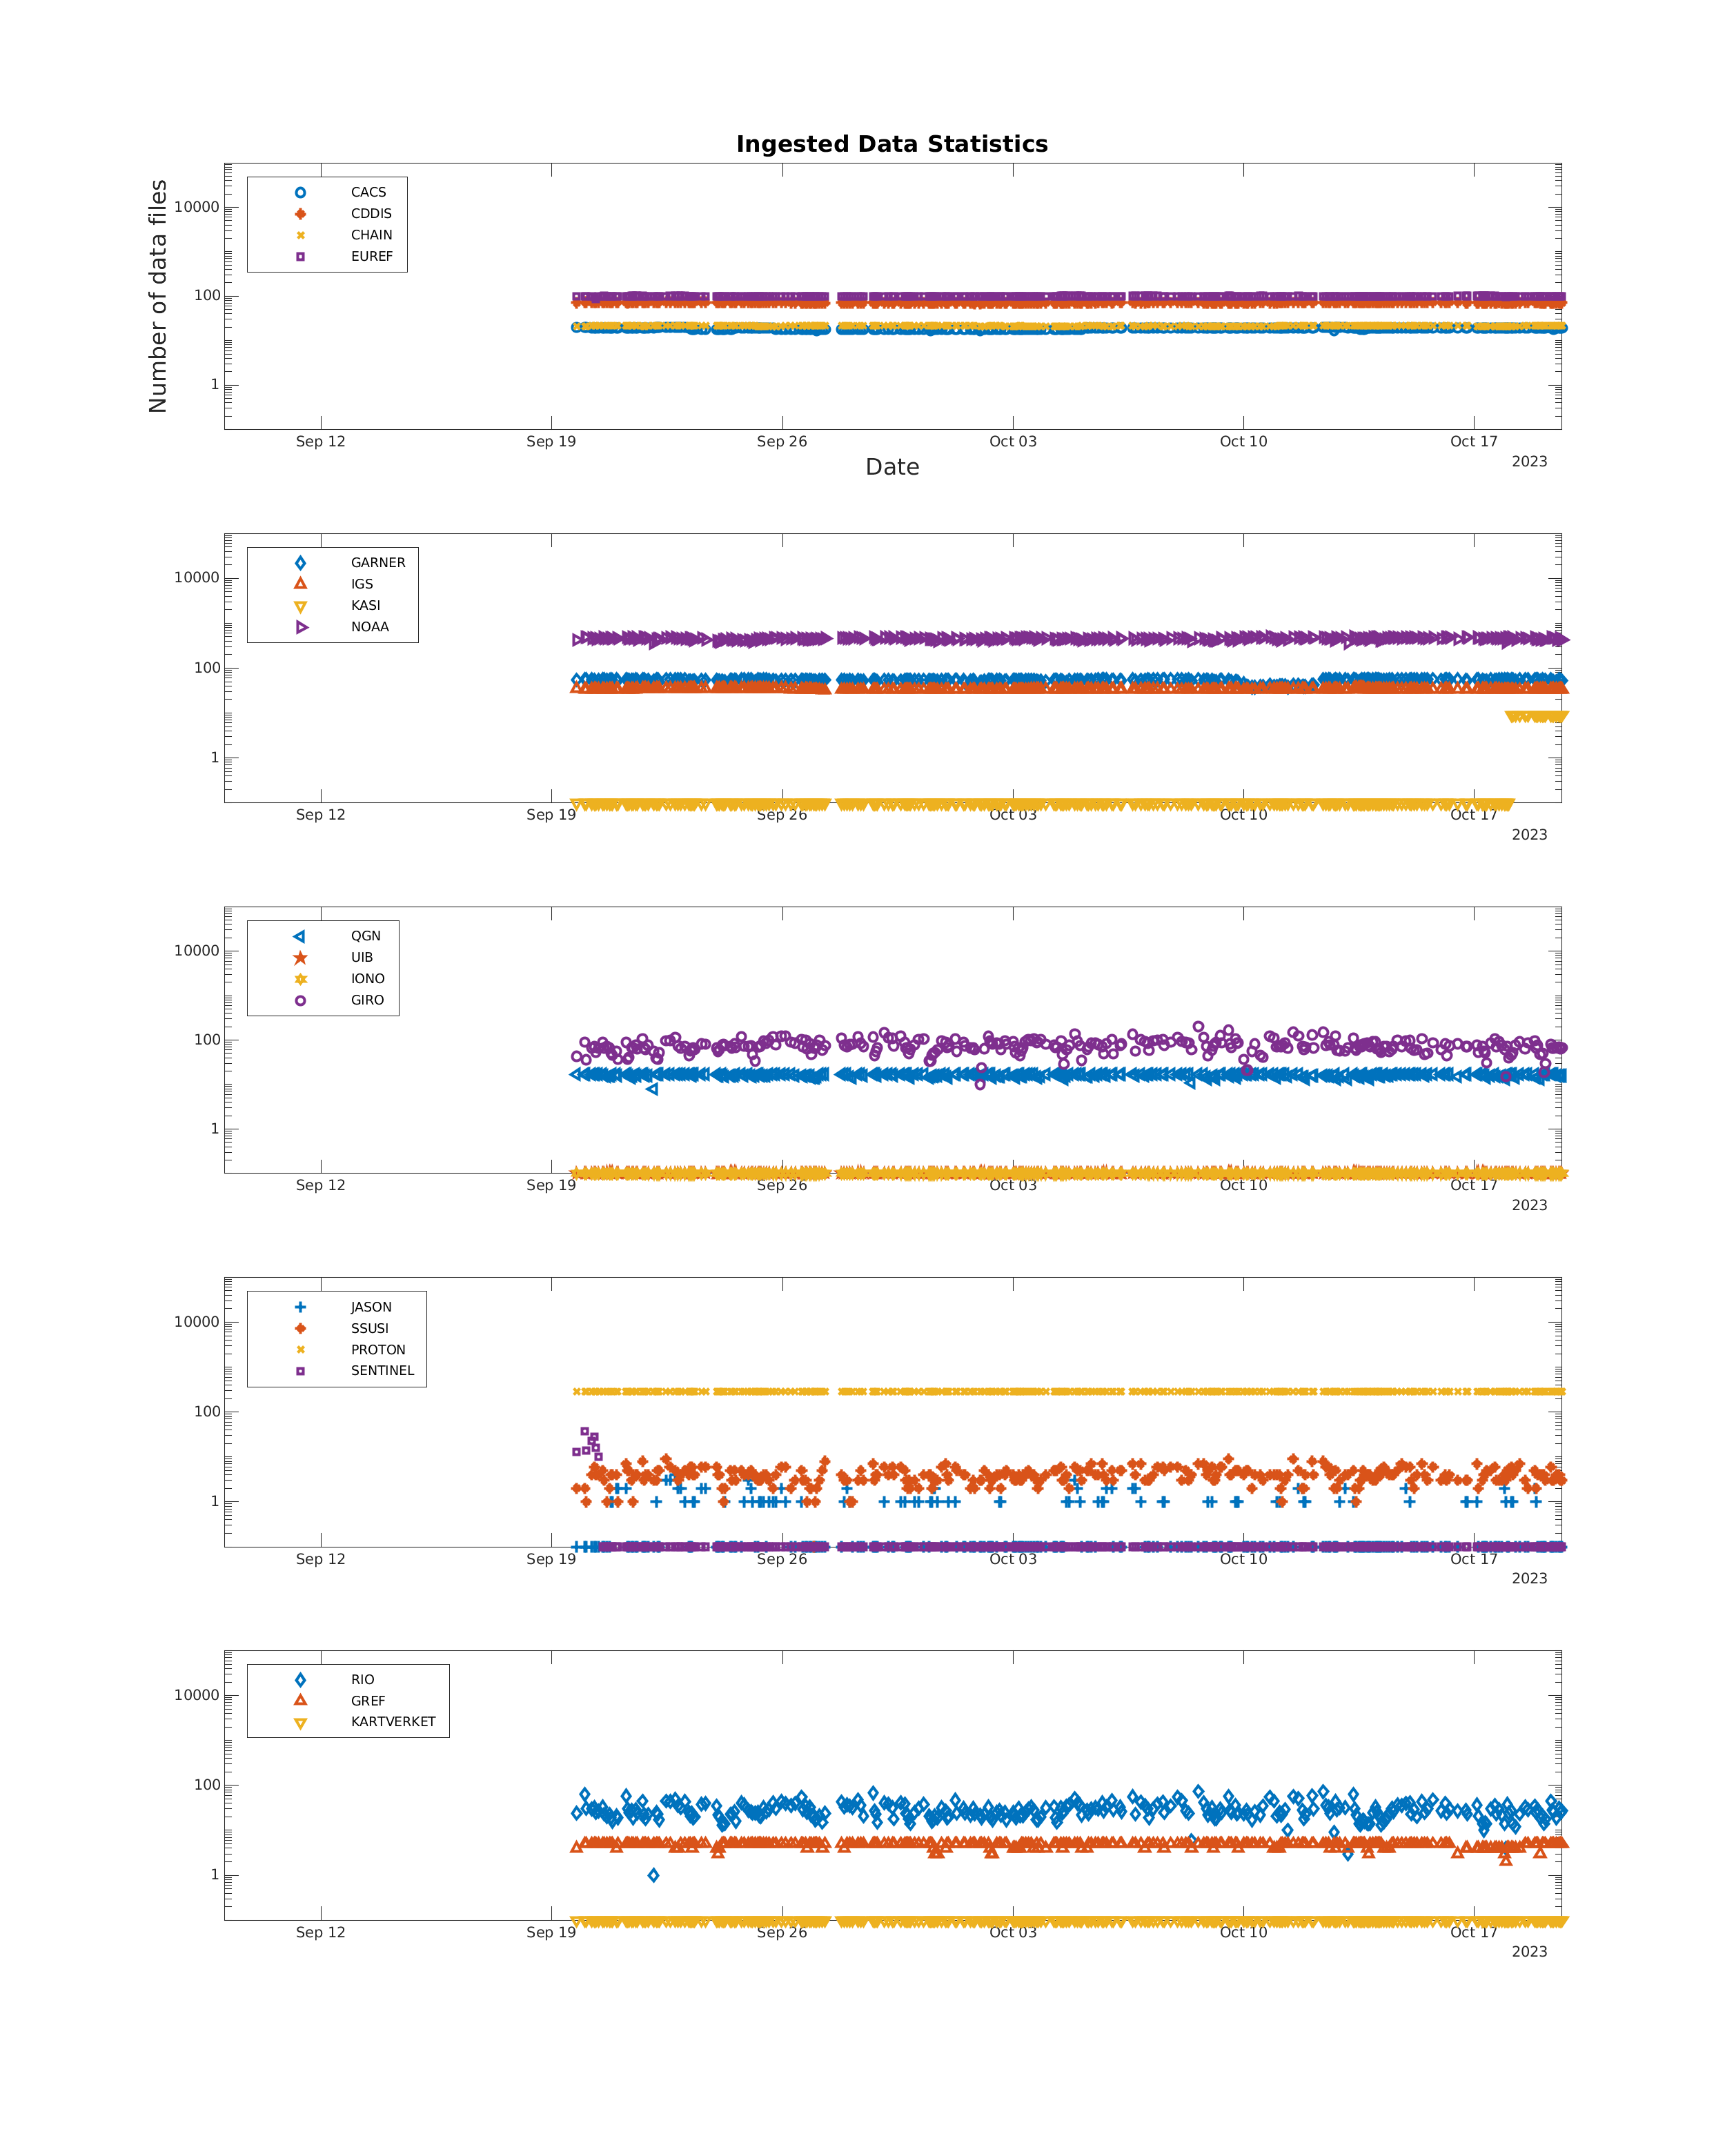 Ingested Data Statistics
Number of data files
CACS
CDDIS
CHAIN
EUREF
10000
100
1
Sep 12 Sep 19 Sep 26 Oct 03 Oct 10 Oct 17
2023
Date
GARNER
IGS
KASI
NOAA
10000
100
1
Sep 12 Sep 19 Sep 26 Oct 03 Oct 10 Oct 17
2023
QGN
UIB
IONO
GIRO
10000
100
1
Sep 12 Sep 19 Sep 26 Oct 03 Oct 10 Oct 17
2023
JASON
SSUSI
PROTON
SENTINEL
10000
100
1
Sep 12 Sep 19 Sep 26 Oct 03 Oct 10 Oct 17
2023
RIO
GREF
KARTVERKET
10000
100
1
Sep 12 Sep 19 Sep 26 Oct 03 Oct 10 Oct 17
2023